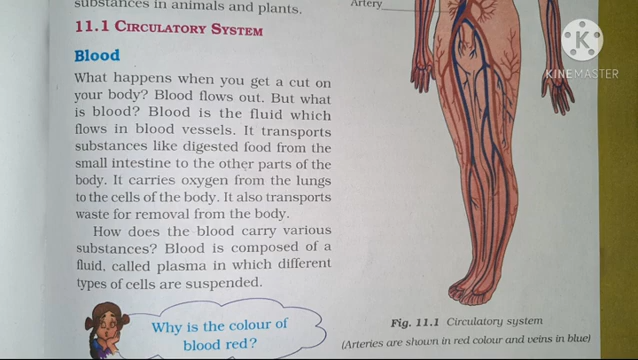 substances in animals and plants.
11.1 CIRCULATORY SYSTEM
Blood
What happens when you get a cut on
your body? Blood flows out. But what
is blood? Blood is the fluid which
flows in blood vessels. It transports
substances like digested food from the
small intestine to the other parts of the
body. It carries oxygen from the lungs
to the cells of the body. It also transports
waste for removal from the body.
How does the blood carry various
substances? Blood is composed of a
fluid, called plasma in which different
types of cells are suspended.
Why is the colour of
blood red?
Artery
K
KINEMASTER
Fig. 11.1 Circulatory system
(Arteries are shown in red colour and veins in blue)